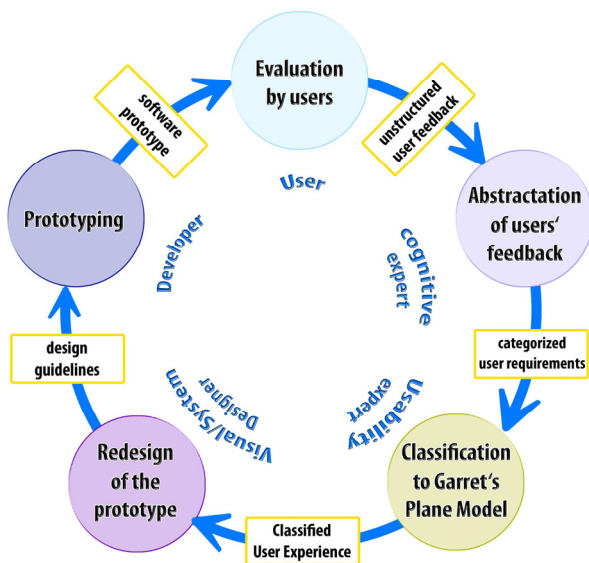 Evaluation
by users
unstructured
user feedback
Abstractation
of users‘
feedback
categorized
user requirements
Classification
to Garret‘s
Plane Model
Classified
User Experience
Redesign
of the
prototype
design
guidelines
Prototyping
software
prototype
User
cognitive
expert
Usability
expert
Visual/System
Designer
Developer